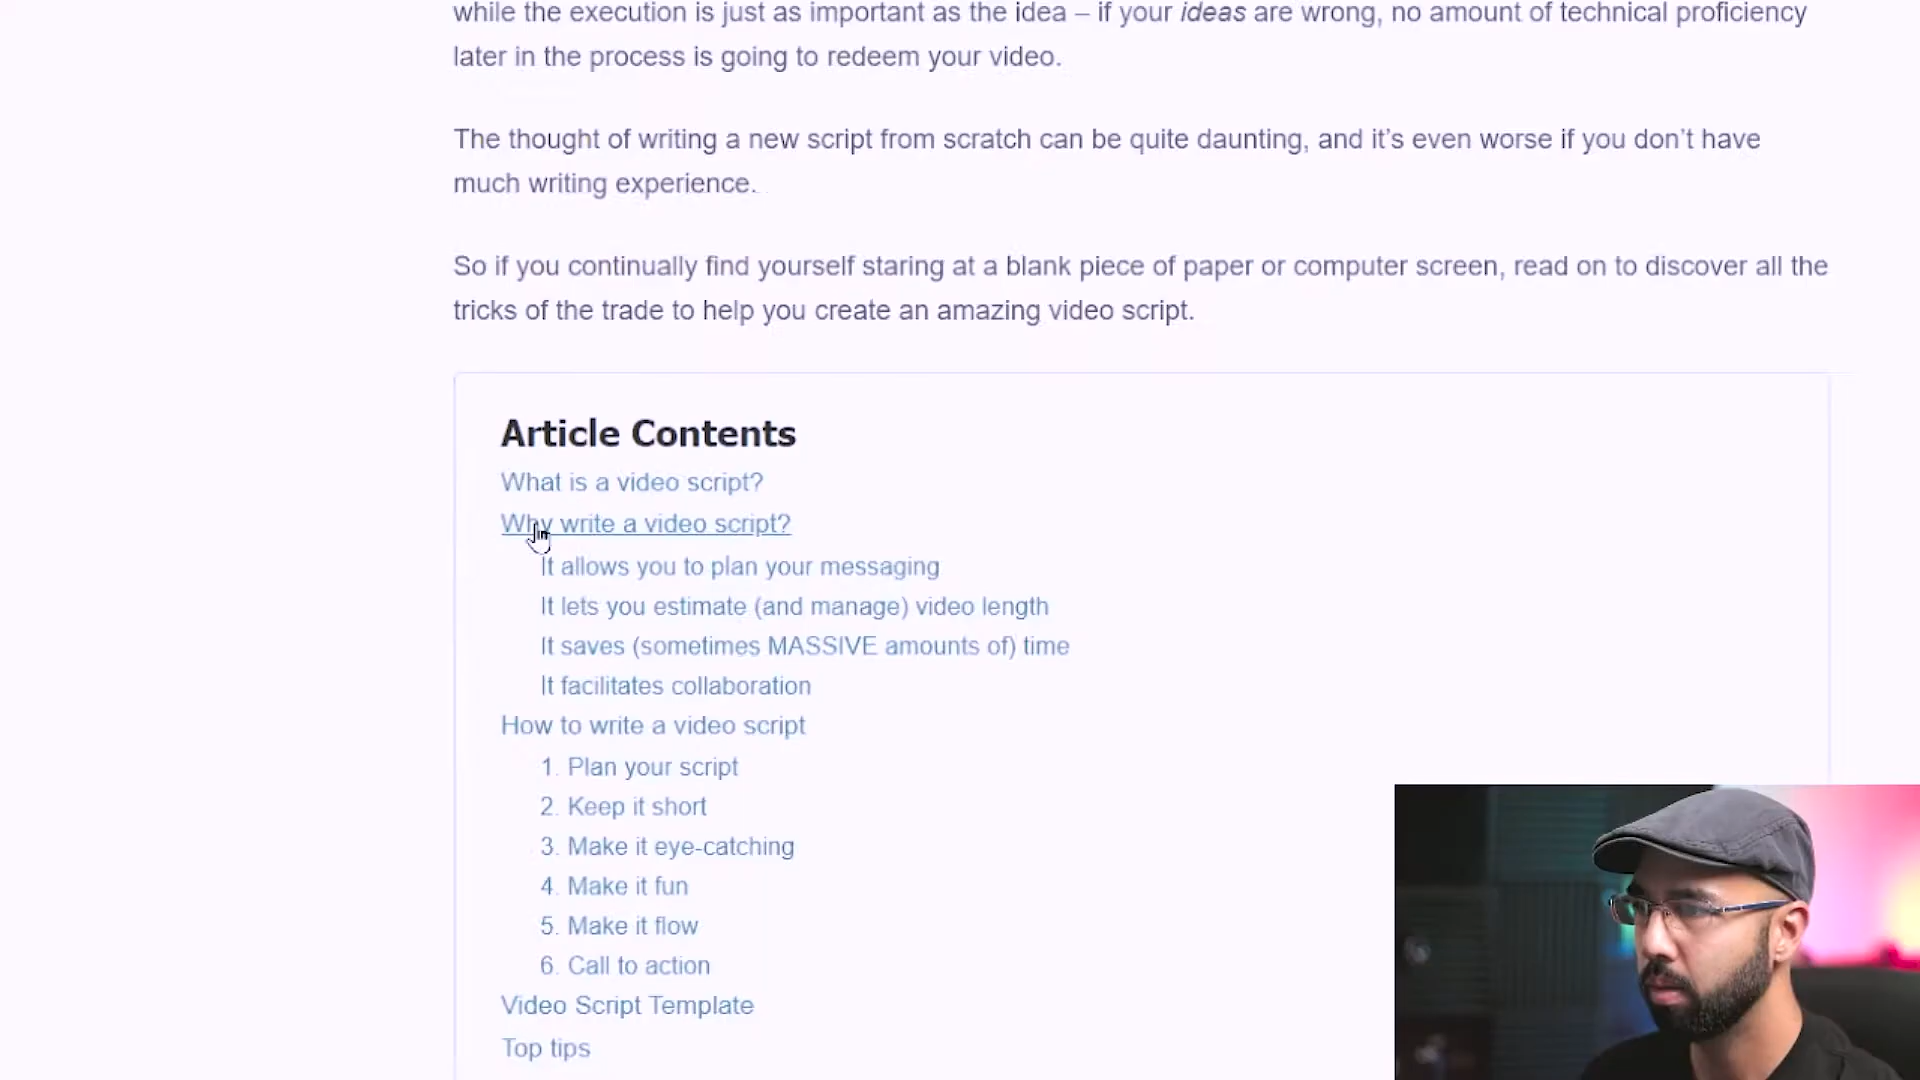 while the execution is just as important as the idea – if your ideas are wrong, no amount of technical proficiency
later in the process is going to redeem your video.
The thought of writing a new script from scratch can be quite daunting, and it’s even worse if you don’t have
much writing experience.
So if you continually find yourself staring at a blank piece of paper or computer screen, read on to discover all the
tricks of the trade to help you create an amazing video script.
Article Contents
What is a video script?
Why write a video script?
It allows you to plan your messaging
It lets you estimate (and manage) video length
It saves (sometimes MASSIVE amounts of) time
It facilitates collaboration
How to write a video script
1. Plan your script
2. Keep it short
3. Make it eye-catching
4. Make it fun
5. Make it flow
6. Call to action
Video Script Template
Top tips